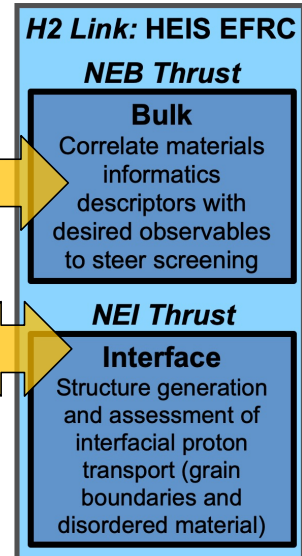 H2 Link: HEIS EFRC
NEB Thrust
Bulk
Correlate materials
informatics
descriptors with
desired observables
to steer screening
NEI Thrust
Interface
Structure generation
and assessment of
interfacial proton
transport (grain
boundaries and
disordered material)